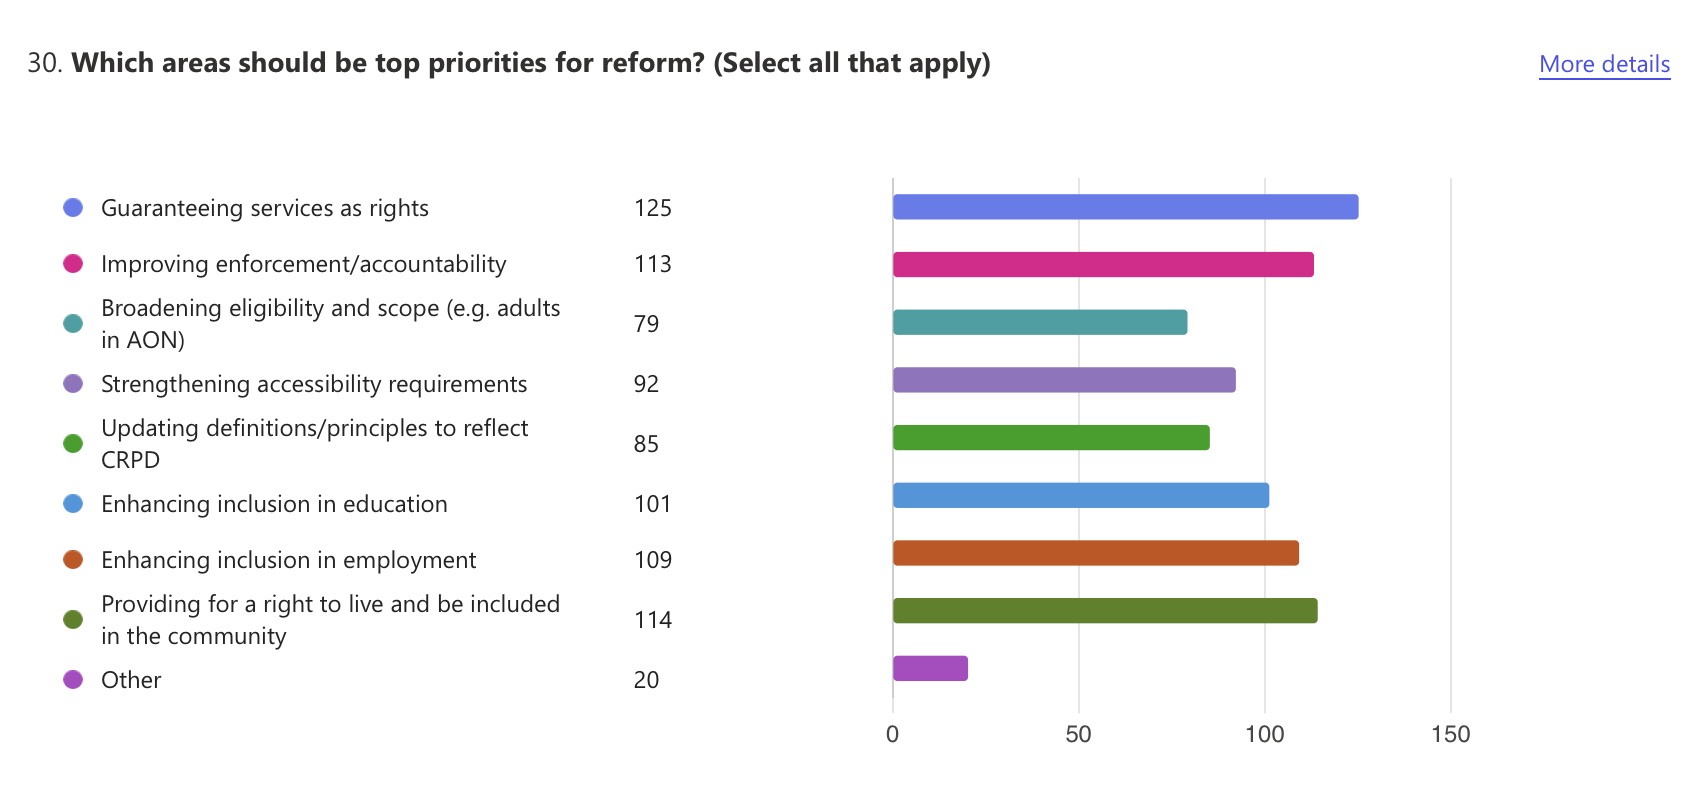 30. Which areas should be top priorities for reform? (Select all that apply)
More details
Guaranteeing services as rights 125
Improving enforcement/accountability 113
Broadening eligibility and scope (e.g. adults
in AON) 79
Strengthening accessibility requirements 92
Updating definitions/principles to reflect
CRPD 85
Enhancing inclusion in education 101
Enhancing inclusion in employment 109
Providing for a right to live and be included
in the community 114
Other 20
0 50 100 150